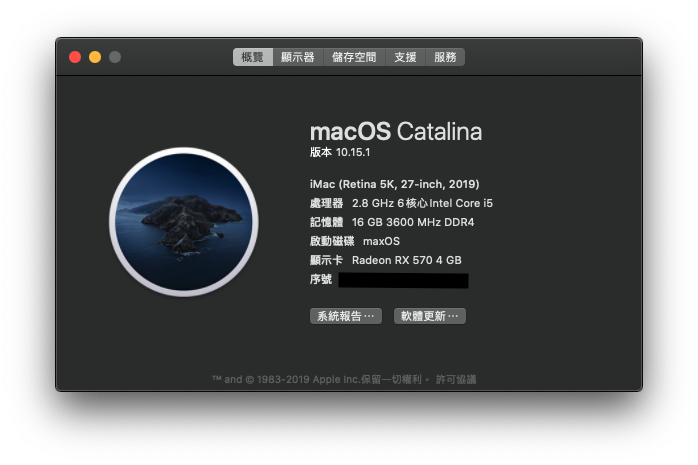 概覽 顯示器 儲存空間 支援 服務
macOS Catalina
版本 10.15.1
iMac (Retina 5K, 27-inch, 2019)
處理器 2.8 GHz 6核心Intel Core i5
記憶體 16 GB 3600 MHz DDR4
啟動磁碟 maxOS
顯示卡 Radeon RX 570 4 GB
序號
系統報告⋯ 軟體更新⋯
™ and © 1983-2019 Apple Inc.保留一切權利。 許可協議